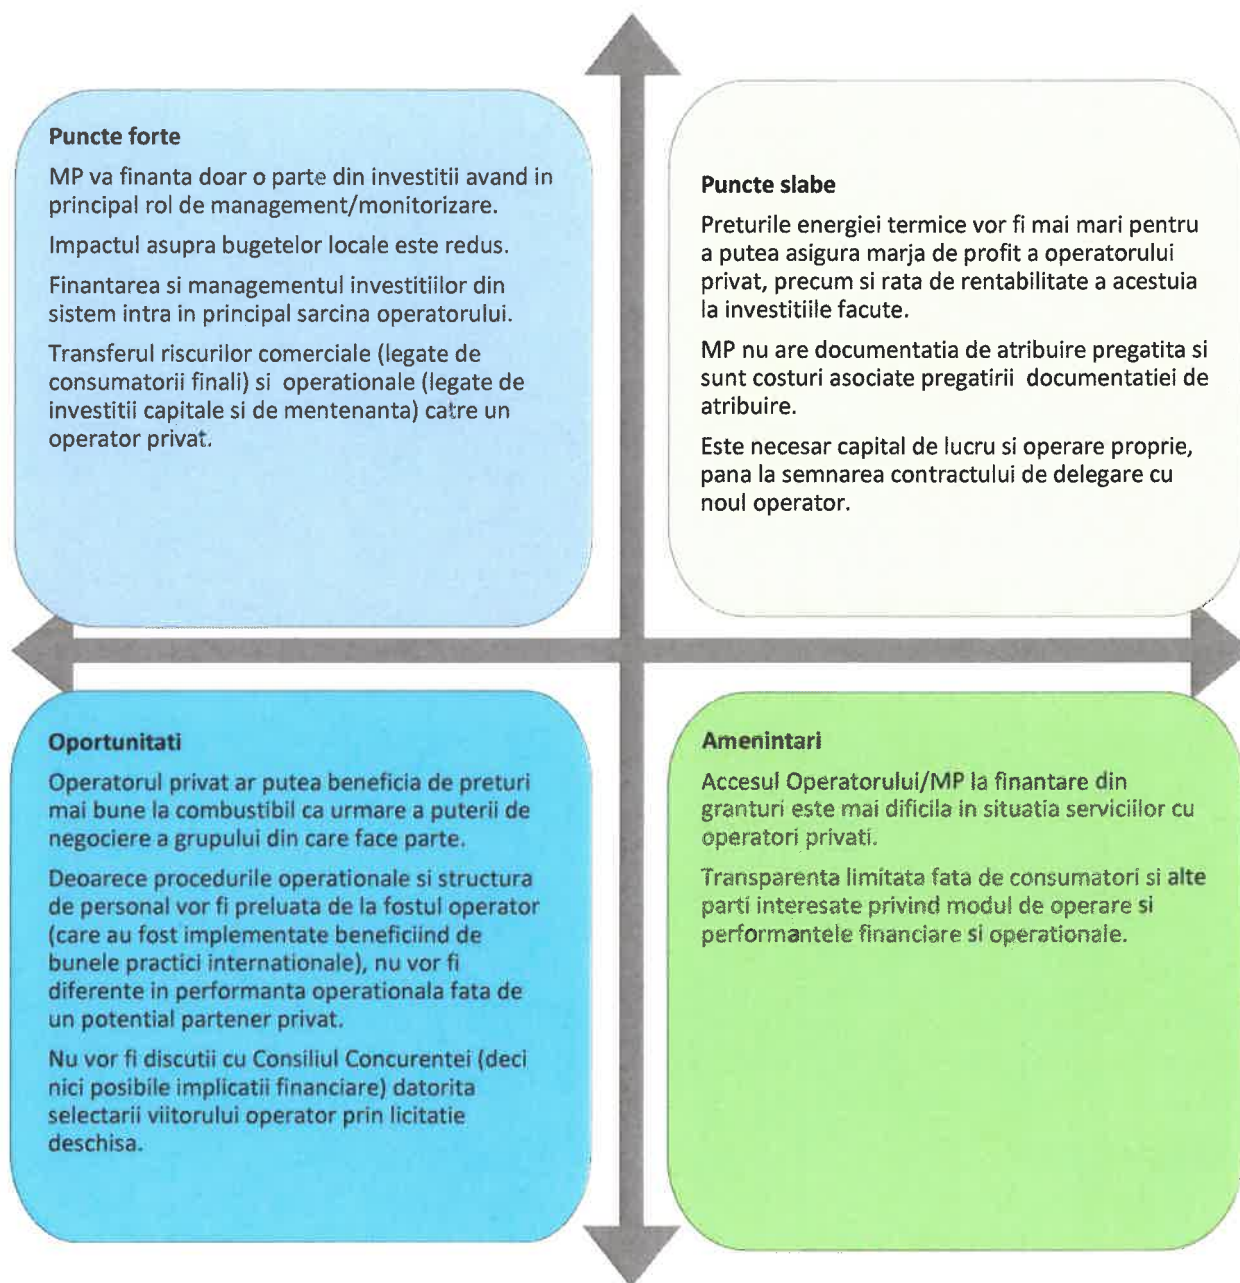 Puncte forte
MP va finanta doar o parte din investitii avand in
principal rol de management/monitorizare.
Impactul asupra bugetelor locale este redus.
Finantarea si managementul investitiilor din
sistem intra in principal sarcina operatorului.
Transferul riscurilor comerciale (legate de
consumatorii finali) si operationale (legate de
investitii capitale si de mentenanta) catre un
operator privat.
Puncte slabe
Preturile energiei termice vor fi mai mari pentru
a putea asigura marja de profit a operatorului
privat, precum si rata de rentabilitate a acestuia
la investitiile facute.
MP nu are documentatia de atribuire pregatita si
sunt costuri asociate pregatirii documentatiei de
atribuire.
Este necesar capital de lucru si operare proprie,
pana la semnarea contractului de delegare cu
noul operator.
Oportunitati
Operatorul privat ar putea beneficia de preturi
mai bune la combustibil ca urmare a puterii de
negociere a grupului din care face parte.
Deoarece procedurile operationale si structura
de personal vor fi preluata de la fostul operator
(care au fost implementate beneficiind de
bunele practici internationale), nu vor fi
diferente in performanta operationala fata de
un potential partener privat.
Nu vor fi discutii cu Consiliul Concurentei (deci
nici posibile implicatii financiare) datorita
selectarii viitorului operator prin licitatie
deschisa.
Amenintari
Accesul Operatorului/MP la finantare din
granturi este mai dificila in situatia serviciilor cu
operatori privati.
Transparenta limitata fata de consumatori si alte
parti interesate privind modul de operare si
performantele financiare si operationale.